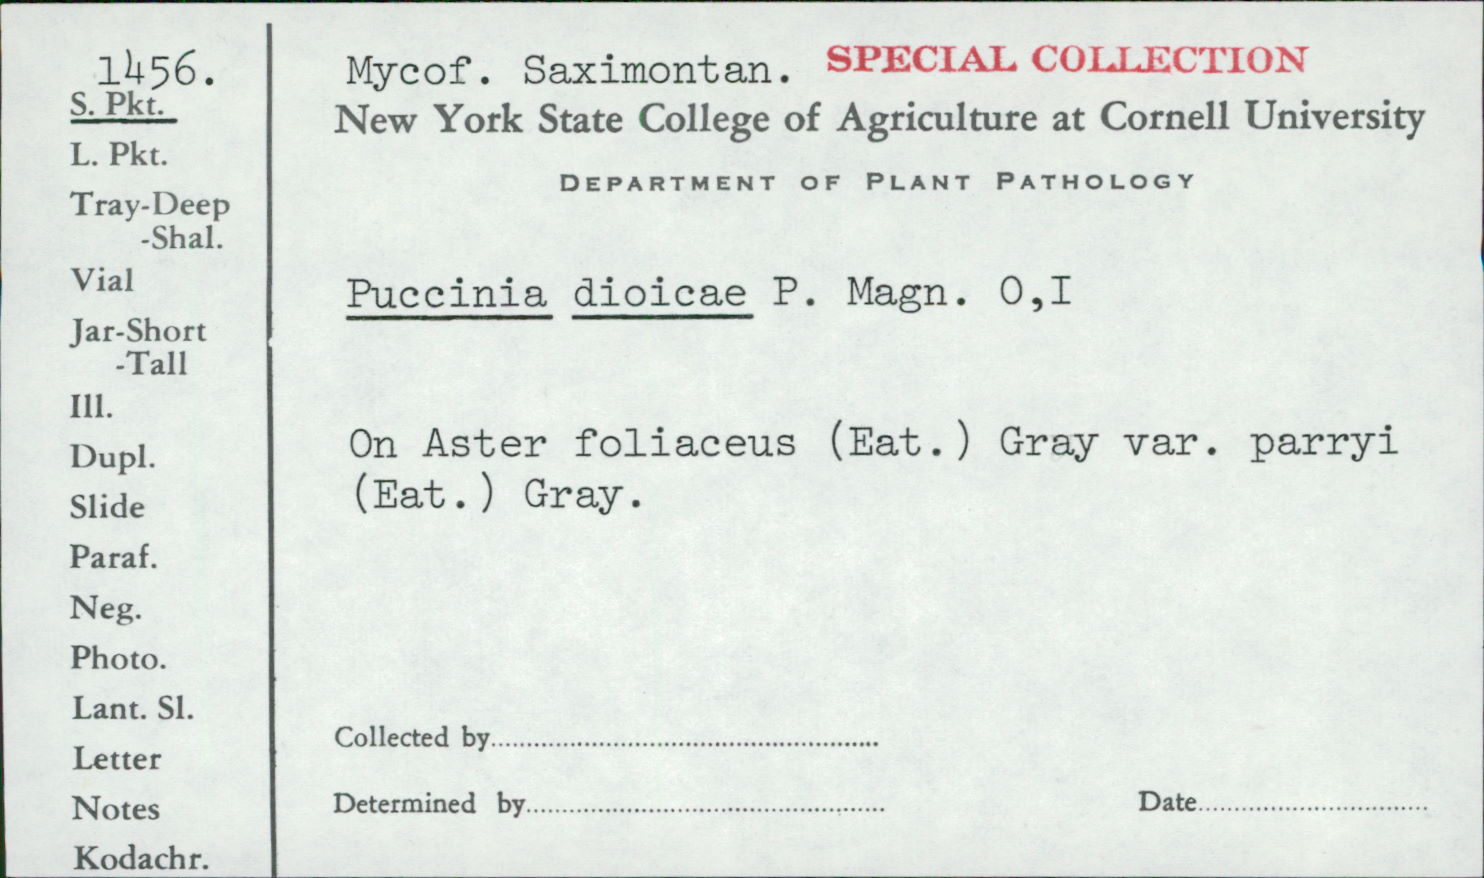 1456.
S. Pkt.
L. Pkt.
Tray-Deep
-Shal.
Vial
Jar-Short
-Tall
Ill.
Dupl.
Slide
Paraf.
Neg.
Photo.
Lant. Sl.
Letter
Notes
Kodachr.
Mycof. Saximontan. SPECIAL COLLECTION
New York State College of Agriculture at Cornell University
DEPARTMENT OF PLANT PATHOLOGY
Puccinia dioicae P. Magn. O,I
On Aster foliaceus (Eat.) Gray var. parryi
(Eat.) Gray.
Collected by
Determined by
Date